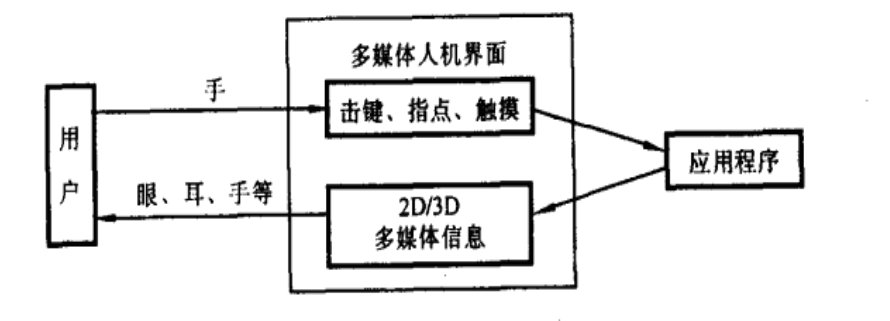 多媒体人机界面
手
击键、指点、触摸
用
户
应用程序
眼、耳、手等
2D/3D
多媒体信息